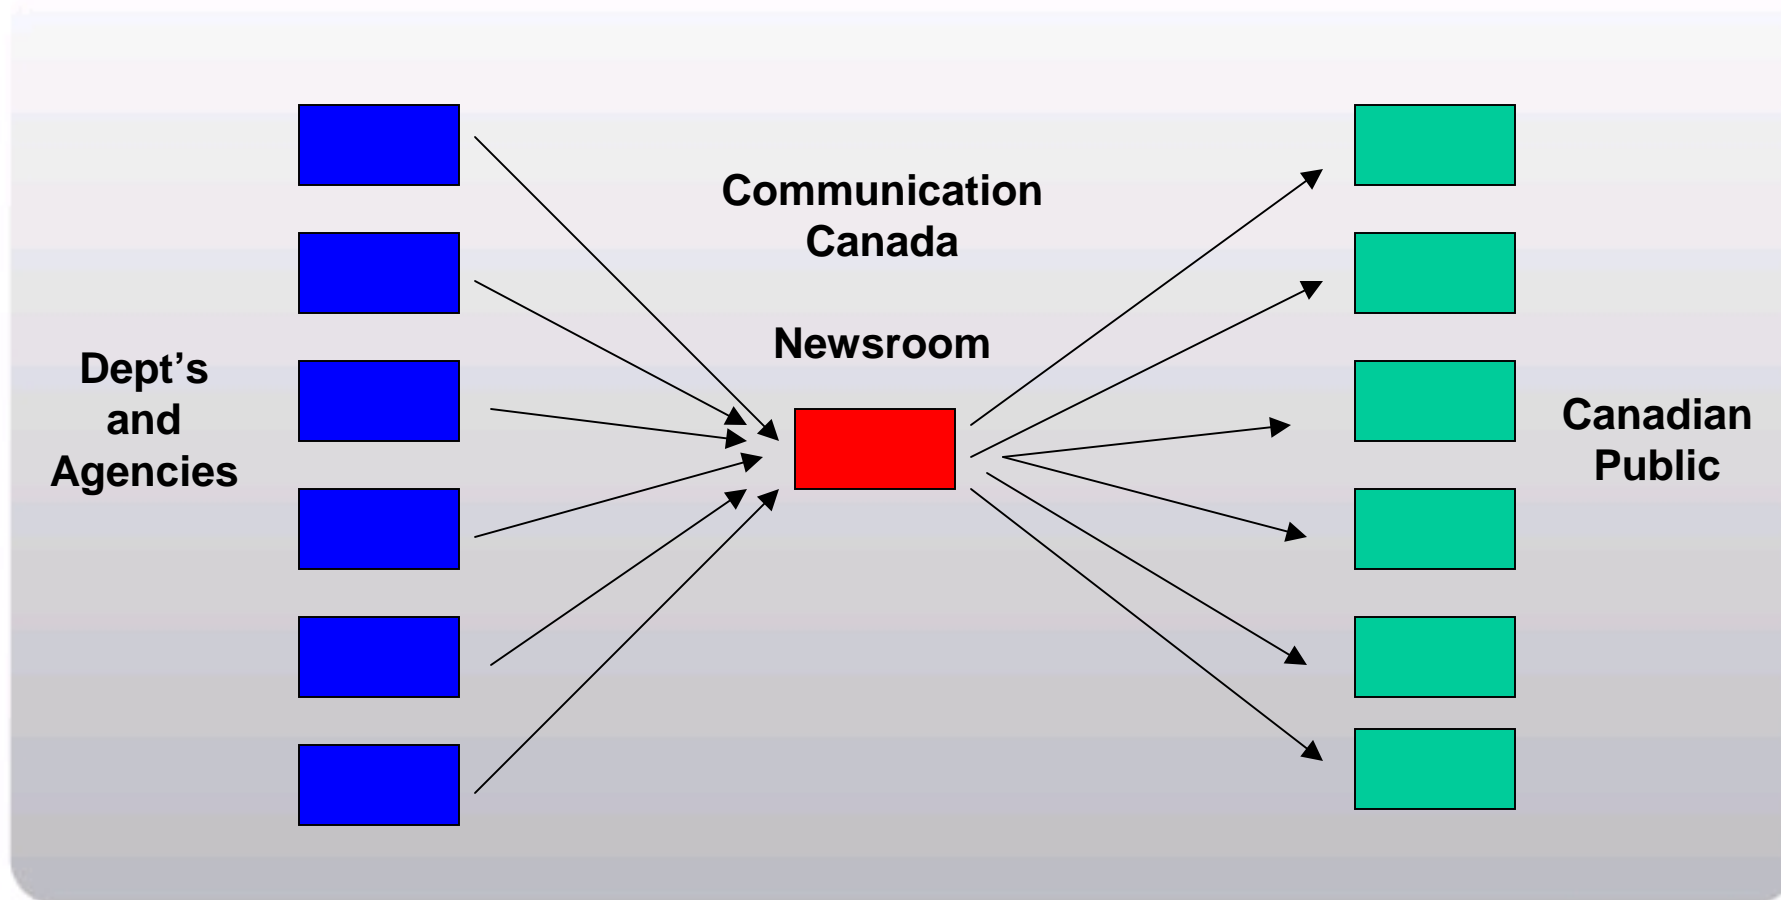 Dept’s
and
Agencies
Communication
Canada
Newsroom
Canadian
Public